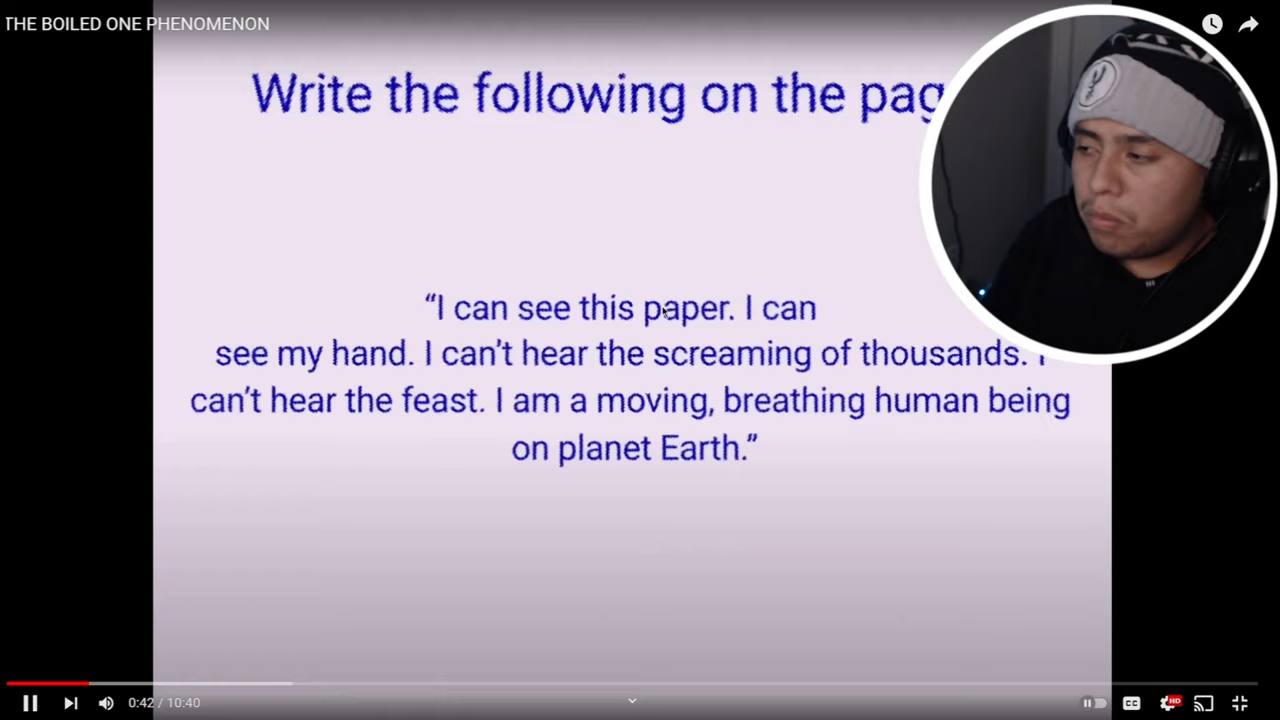 THE BOILED ONE PHENOMENON
Write the following on the pag
“I can see this paper. I can
see my hand. I can’t hear the screaming of thousands. I
can’t hear the feast. I am a moving, breathing human being
on planet Earth.”
0:42 / 10:40
CC
HD